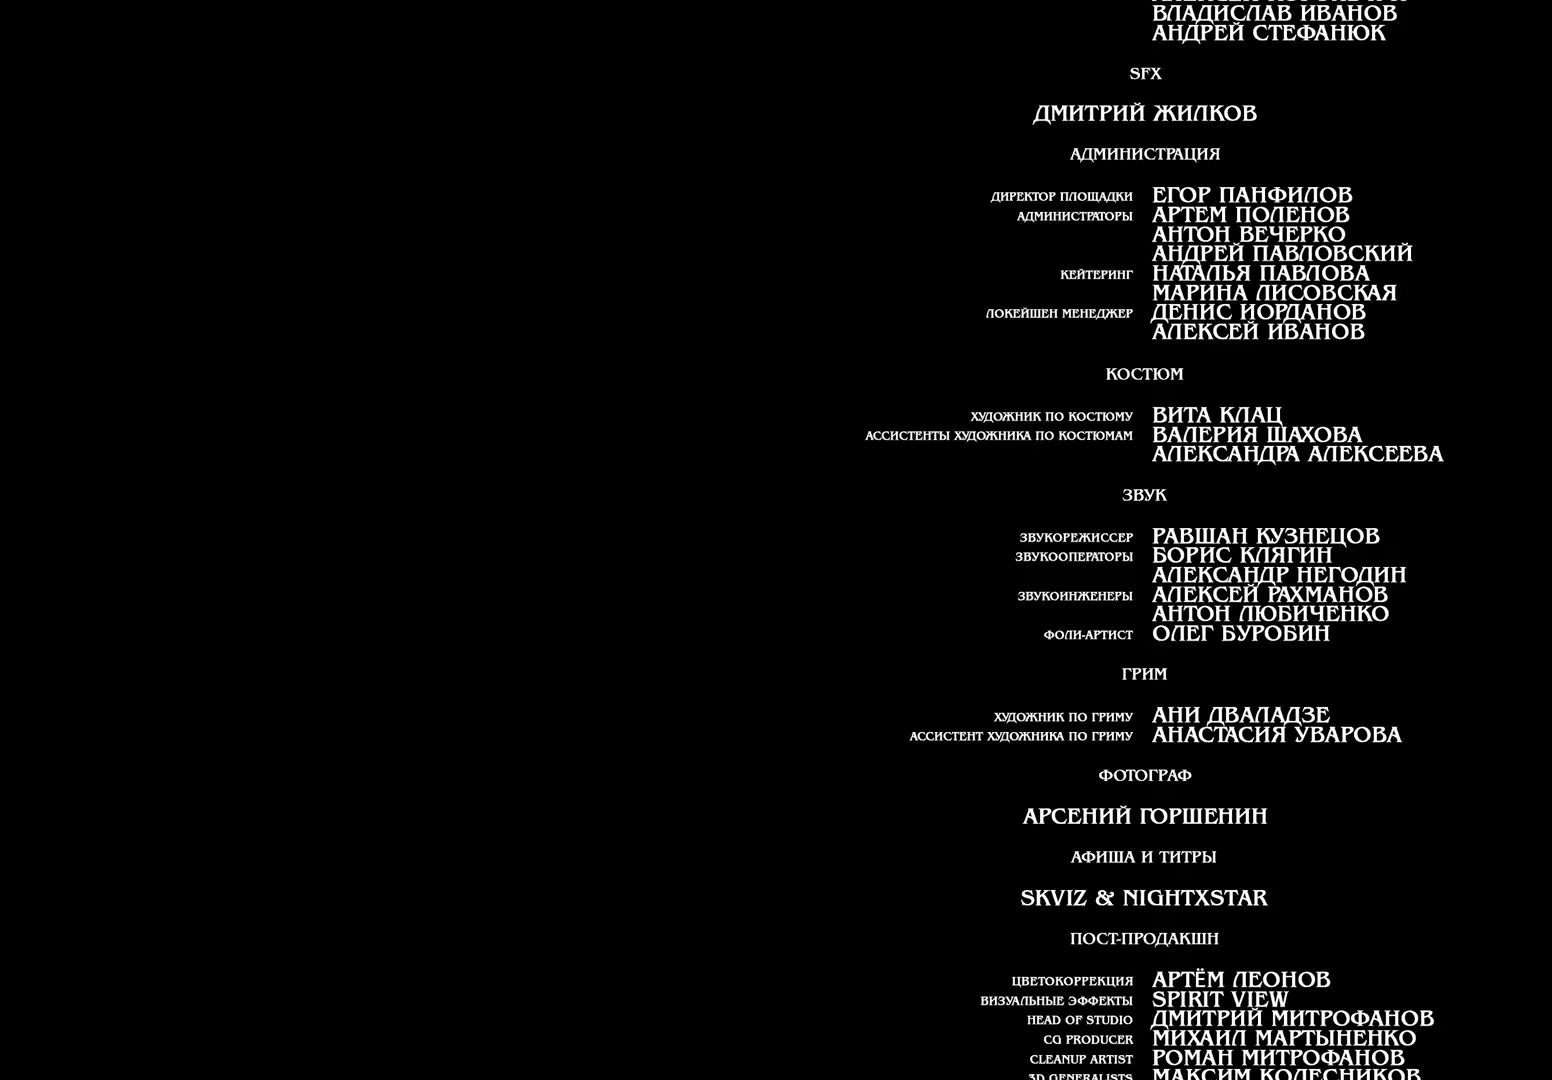 ВЛАДИСЛАВ ИВАНОВ
АНДРЕЙ СТЕФАНЮК
SFX
ДМИТРИЙ ЖИЛКОВ
АДМИНИСТРАЦИЯ
ДИРЕКТОР ПЛОЩАДКИ ЕГОР ПАНФИЛОВ
АДМИНИСТРАТОРЫ АРТЕМ ПОЛЕНОВ
АНТОН ВЕЧЕРКО
АНДРЕЙ ПАВЛОВСКИЙ
КЕЙТЕРИНГ НАТАЛЬЯ ПАВЛОВА
МАРИНА ЛИСОВСКАЯ
ЛОКЕЙШЕН МЕНЕДЖЕР ДЕНИС ИОРДАНОВ
АЛЕКСЕЙ ИВАНОВ
КОСТЮМ
ХУДОЖНИК ПО КОСТЮМУ ВИТА КЛАЦ
АССИСТЕНТЫ ХУДОЖНИКА ПО КОСТЮМАМ ВАЛЕРИЯ ШАХОВА
АЛЕКСАНДРА АЛЕКСЕЕВА
ЗВУК
ЗВУКОРЕЖИССЕР РАВШАН КУЗНЕЦОВ
ЗВУКООПЕРАТОРЫ БОРИС КЛЯГИН
АЛЕКСАНДР НЕГОДИН
ЗВУКОИНЖЕНЕРЫ АЛЕКСЕЙ РАХМАНОВ
АНТОН ЛЮБИЧЕНКО
ФОЛИ-АРТИСТ ОЛЕГ БУРОБИН
ГРИМ
ХУДОЖНИК ПО ГРИМУ АНИ ДВАЛАДЗЕ
АССИСТЕНТ ХУДОЖНИКА ПО ГРИМУ АНАСТАСИЯ УВАРОВА
ФОТОГРАФ
АРСЕНИЙ ГОРШЕНИН
АФИША И ТИТРЫ
SKVIZ & NIGHTXSTAR
ПОСТ-ПРОДАКШН
ЦВЕТОКОРРЕКЦИЯ АРТЁМ ЛЕОНОВ
ВИЗУАЛЬНЫЕ ЭФФЕКТЫ SPIRIT VIEW
HEAD OF STUDIO ДМИТРИЙ МИТРОФАНОВ
CG PRODUCER МИХАИЛ МАРТЫНЕНКО
CLEANUP ARTIST РОМАН МИТРОФАНОВ
3D GENERALISTS МАКСИМ КОЛЕСНИКОВ